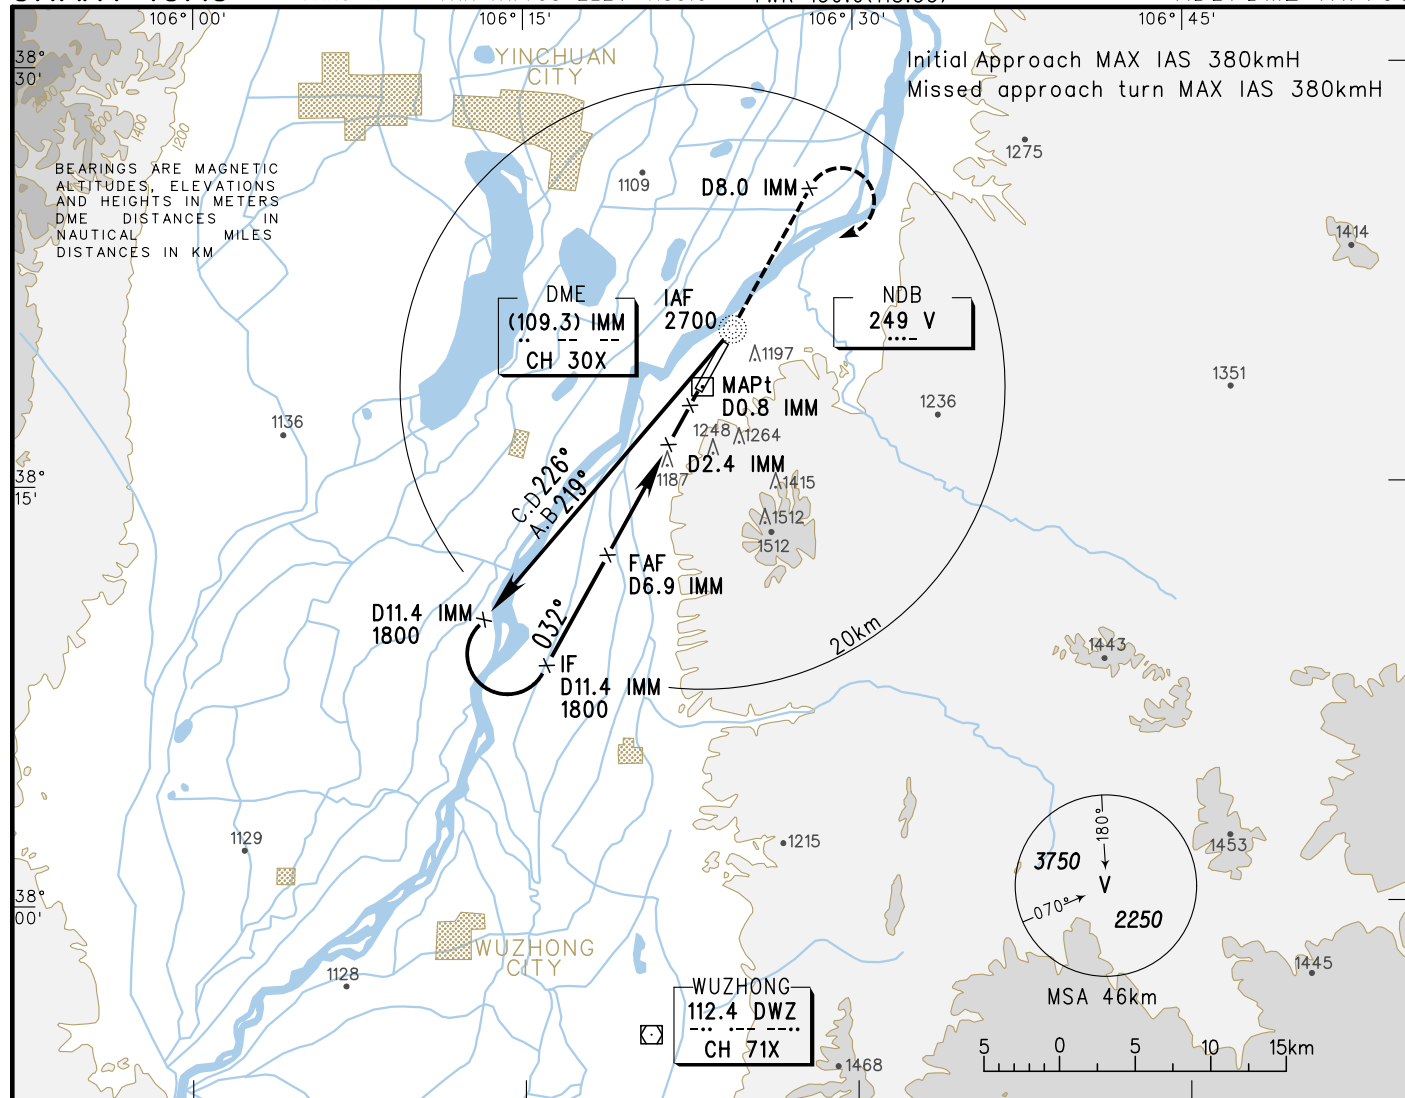 106°00'
106°15'
106°30'
106°45'
38°
30'
YINCHUAN
CITY
Initial Approach MAX IAS 380kmH
Missed approach turn MAX IAS 380kmH
1600
1400
1200
1275
BEARINGS ARE MAGNETIC
ALTITUDES, ELEVATIONS
AND HEIGHTS IN METERS
DME DISTANCES IN
NAUTICAL MILES
DISTANCES IN KM
1109
D8.0 IMM
1414
DME
(109.3) IMM
CH 30X
IAF
2700
NDB
249 V
1197
1351
MAPt
D0.8 IMM
1236
1136
1248
1264
D2.4 IMM
1187
1415
38°
15'
C.D 226°
A.B 219°
1512
1512
FAF
D6.9 IMM
D11.4 IMM
1800
032°
20km
1443
IF
D11.4 IMM
1800
1129
1215
1453
180°
3750
V
070°
2250
38°
00'
WUZHONG
CITY
1128
1445
WUZHONG
112.4 DWZ
CH 71X
MSA 46km
5 0 5 10 15km
1468